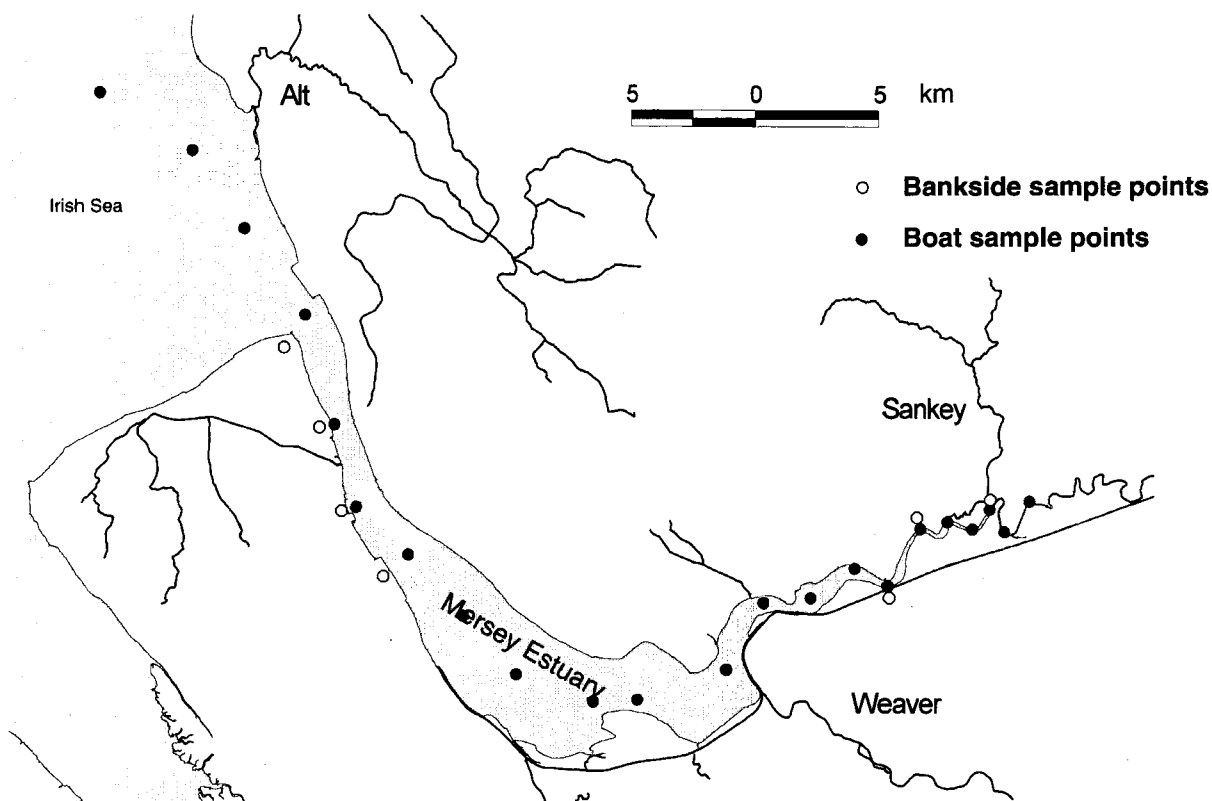 Alt
5 0 5 km
Irish Sea
Bankside sample points
Boat sample points
Sankey
Mersey Estuary
Weaver